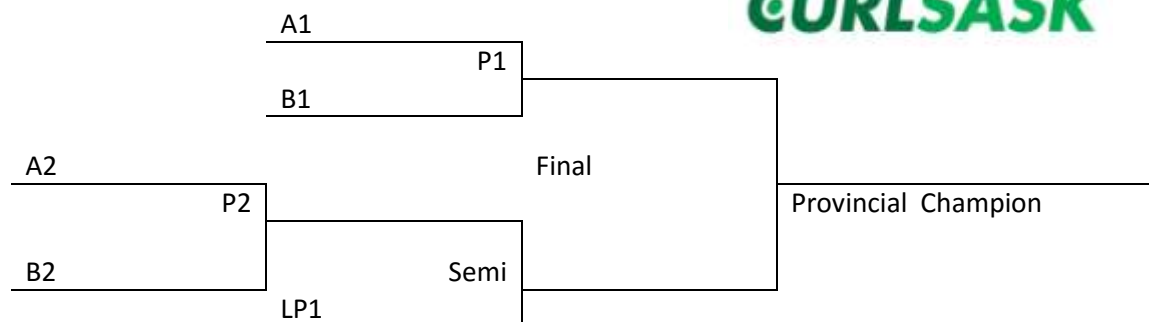 CURLSASK
A1
P1
B1
A2
Final
P2
Provincial Champion
B2
Semi
LP1